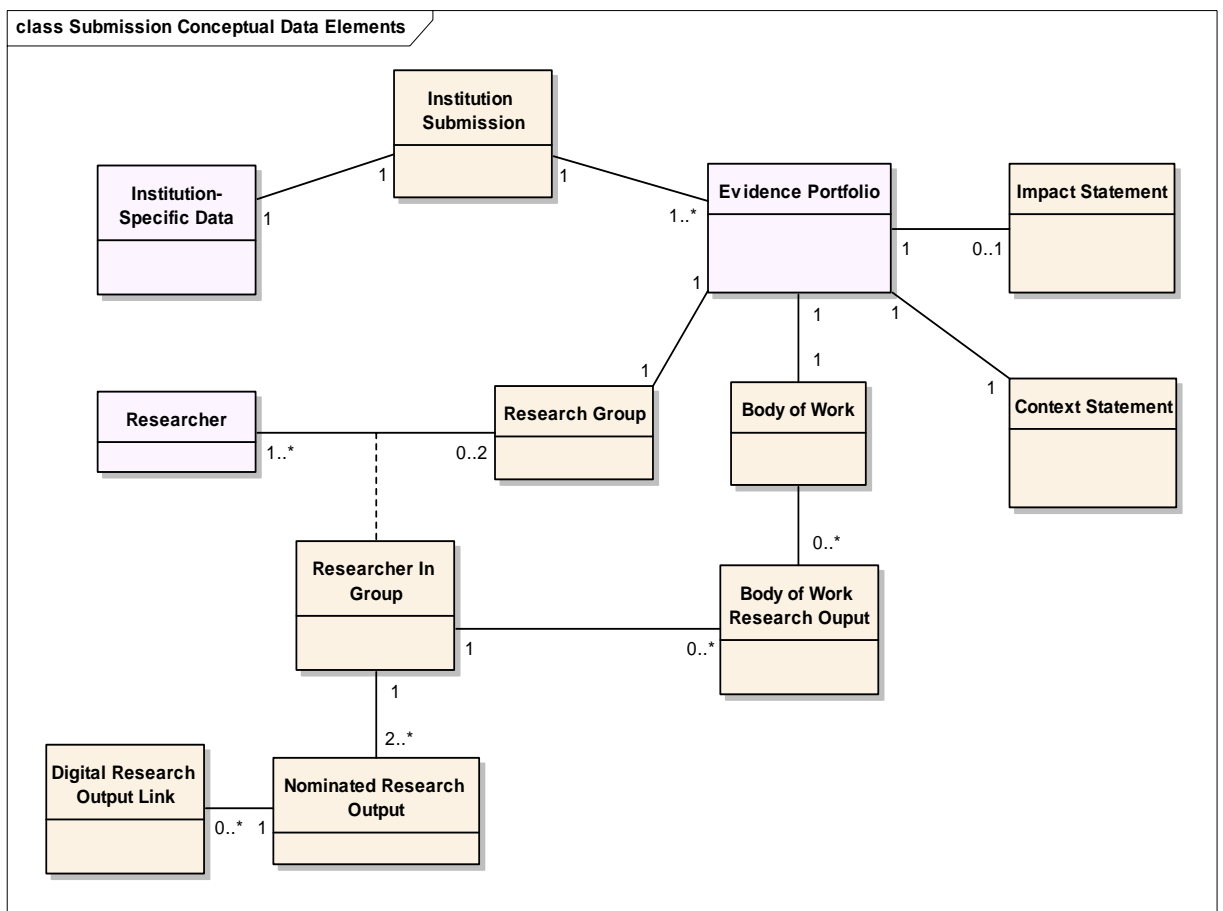 class Submission Conceptual Data Elements
Institution
Submission
Institution-
Specific Data
Evidence Portfolio
Impact Statement
1
1
1
1
1..*
1
0..1
1
1
1
1
1
1
Researcher
Research Group
Body of Work
Context Statement
1..*
0..2
0..*
Researcher In
Group
Body of Work
Research Ouput
1
0..*
1
2..*
Digital Research
Output Link
Nominated Research
Output
0..*
1